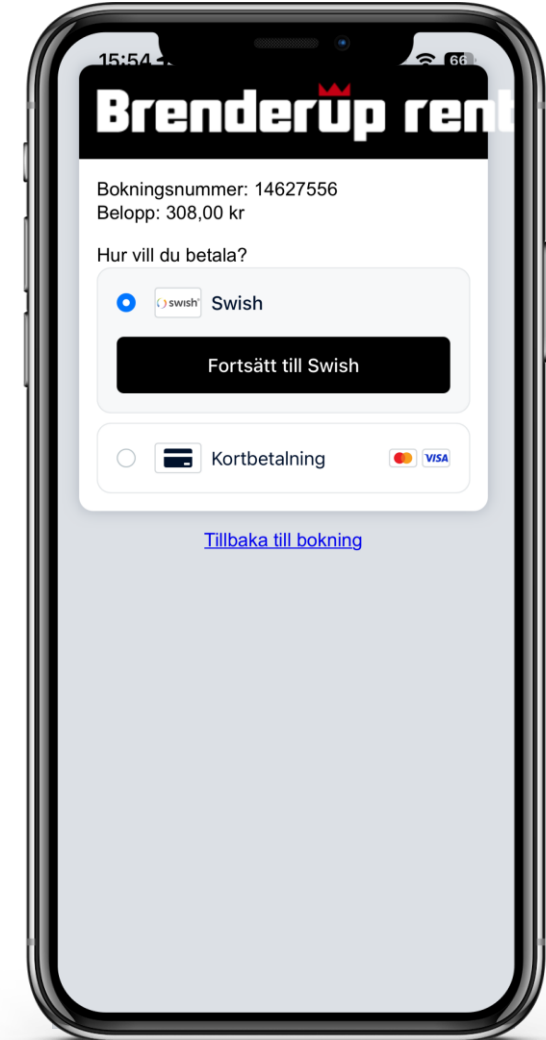 15:54
66
Brenderup rent
Bokningsnummer: 14627556
Belopp: 308,00 kr
Hur vill du betala?
swish Swish
Fortsätt till Swish
Kortbetalning VISA
Tillbaka till bokning